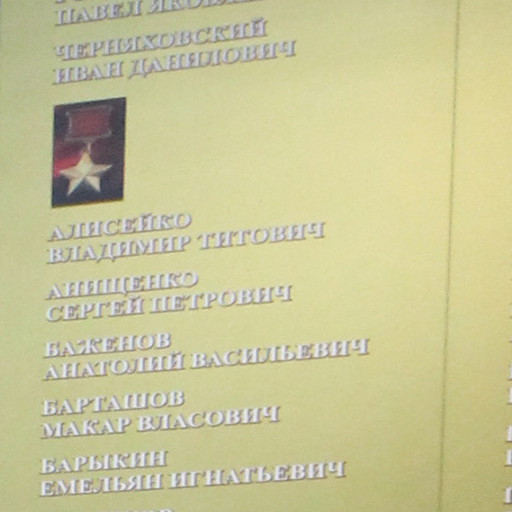 ПАВЕЛ
ЧЕРНЯХОВСКИЙ
ИВАН ДАНИЛОВИЧ
АЛИСЕЙКО
ВЛАДИМИР ТИТОВИЧ
АНИЩЕНКО
СЕРГЕЙ ПЕТРОВИЧ
БАЖЕНОВ
АНАТОЛИЙ ВАСИЛЬЕВИЧ
БАРТАШОВ
МАКАР ВЛАСОВИЧ
БАРЫКИН
ЕМЕЛЬЯН ИГНАТЬЕВИЧ